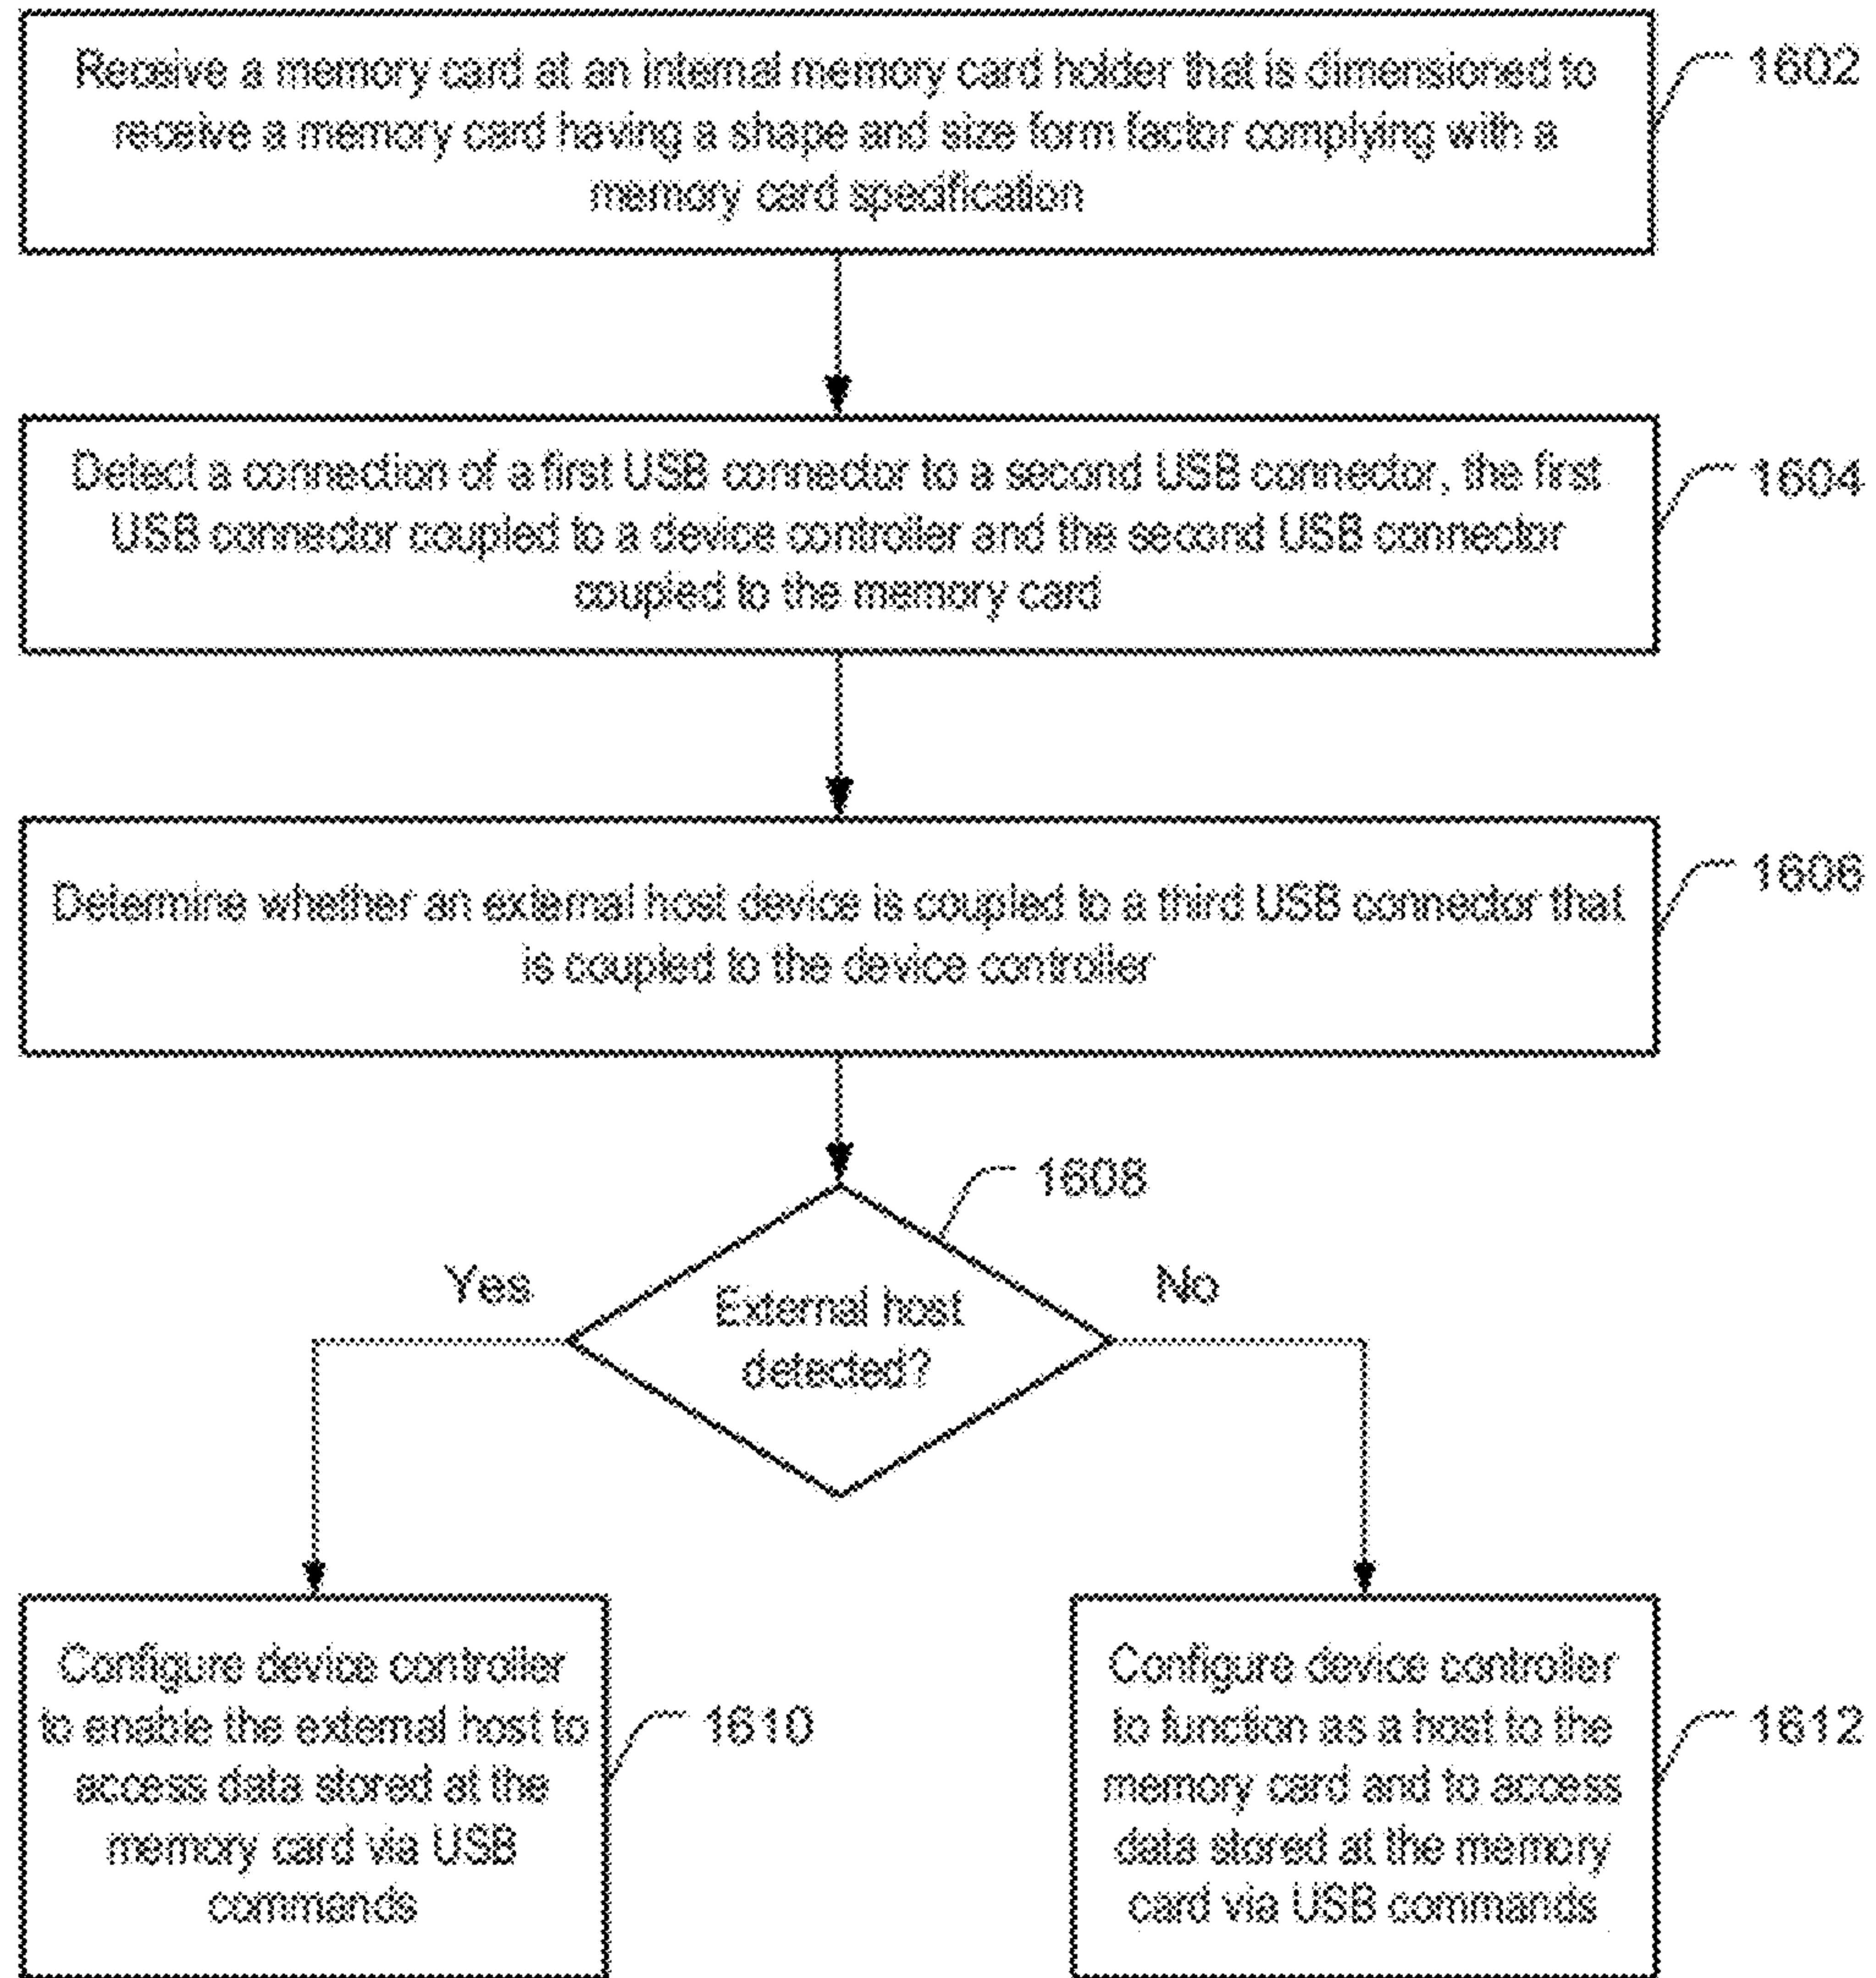 Receive a memory card at an internal memory card holder that is dimensioned to
receive a memory card having a shape and size form factor complying with a
memory card specification
1602
Detect a connection of a first USB connector to a second USB connector, the first
USB connector coupled to a device controller and the second USB connector
coupled to the memory card
1604
Determine whether an external host device is coupled to a third USB connector that
is coupled to the device controller
1606
1608
Yes
External host
detected?
No
Configure device controller
to enable the external host to
access data stored at the
memory card via USB
commands
1610
Configure device controller
to function as a host to the
memory card and to access
data stored at the memory
card via USB commands
1612